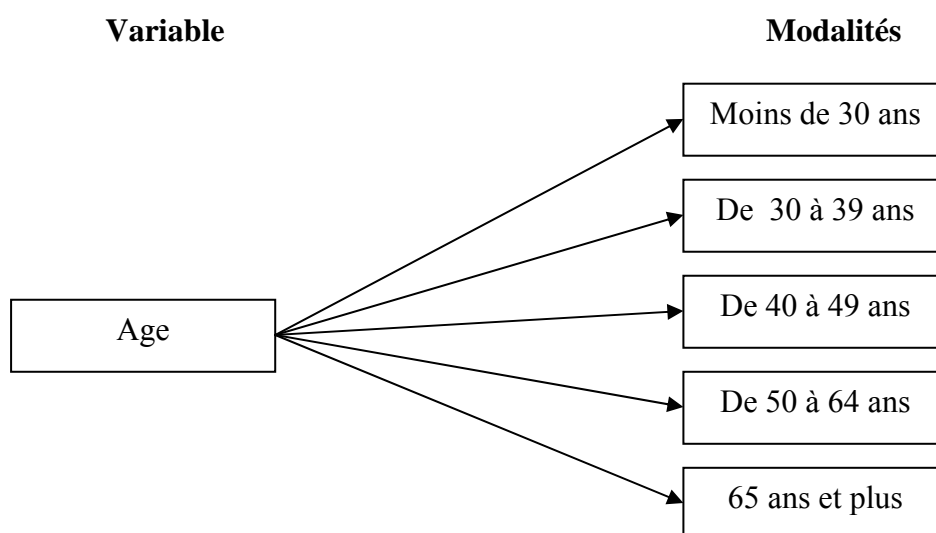 Variable
Modalités
Moins de 30 ans
De 30 à 39 ans
De 40 à 49 ans
Age
De 50 à 64 ans
65 ans et plus